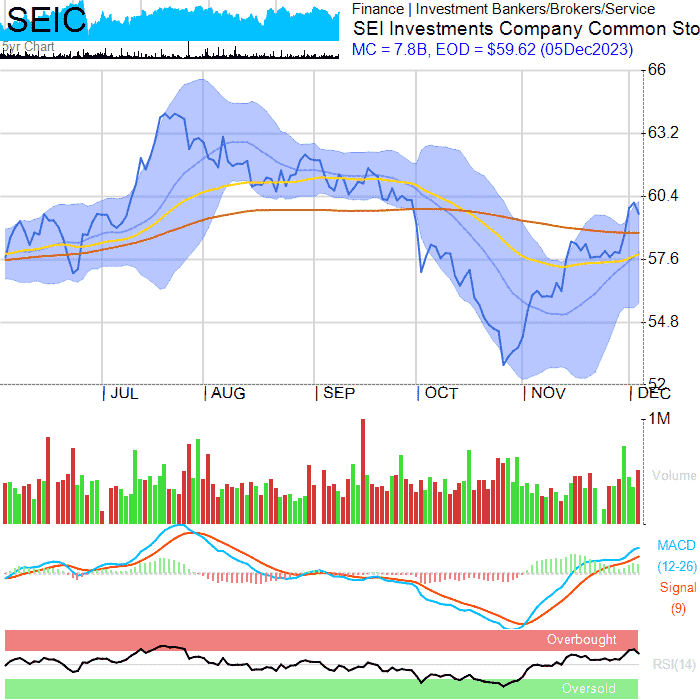 SEIC
5yr Chart
Finance | Investment Bankers/Brokers/Service
SEI Investments Company Common Sto
MC = 7.8B, EOD = $59.62 (05Dec2023)
66
63.2
60.4
57.6
54.8
52
JUL AUG SEP OCT NOV DEC
1M
Volume
MACD
(12-26)
Signal
(9)
Overbought
RSI(14)
Oversold